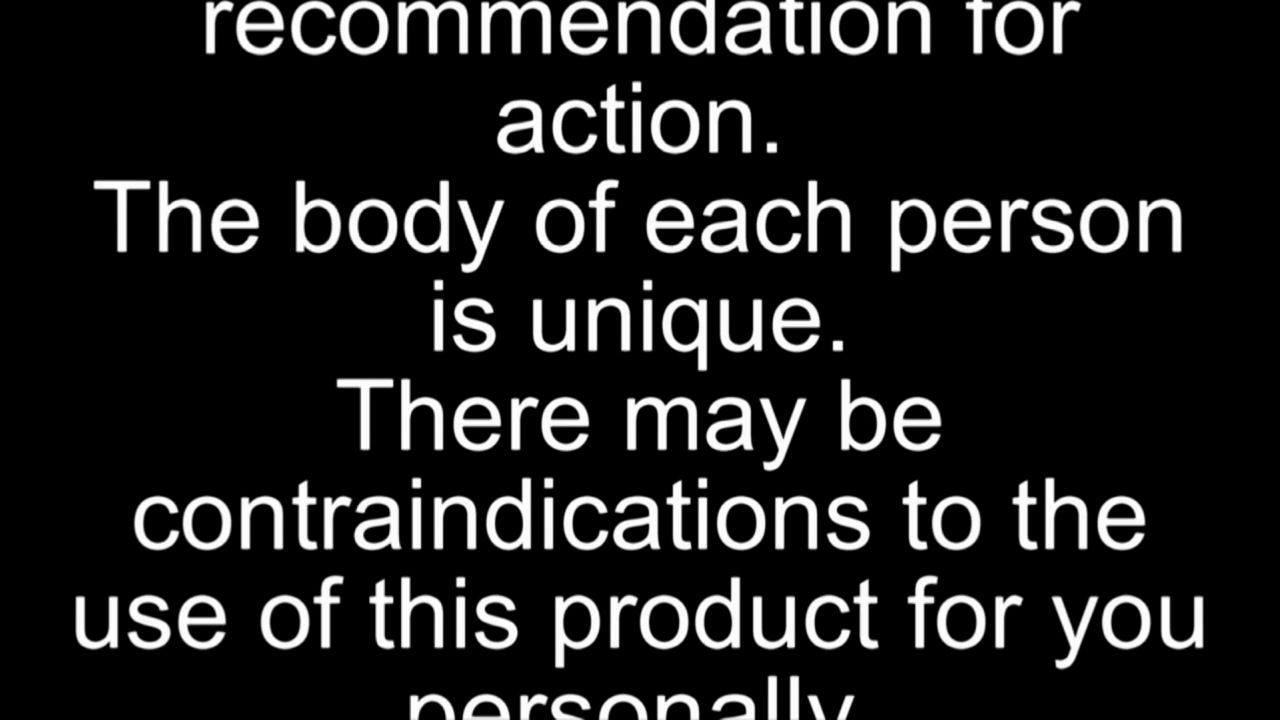 recommendation for
action.
The body of each person
is unique.
There may be
contraindications to the
use of this product for you
personally